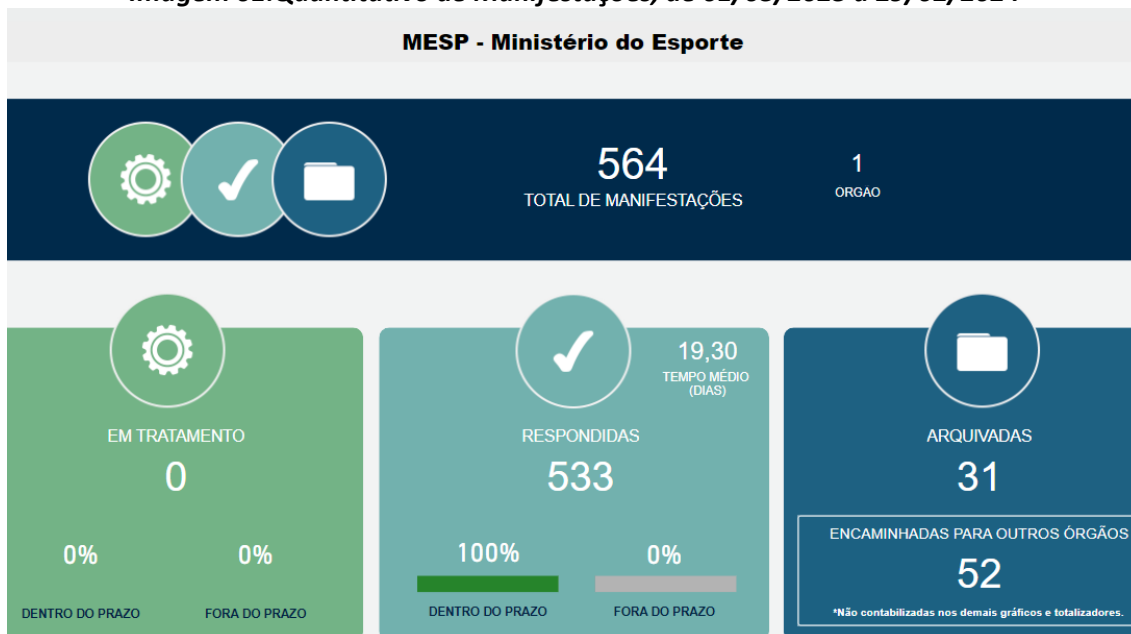 MESP - Ministério do Esporte
564
TOTAL DE MANIFESTAÇÕES
1
ORGAO
EM TRATAMENTO
0
0%
0%
DENTRO DO PRAZO
FORA DO PRAZO
19,30
TEMPO MÉDIO
(DIAS)
RESPONDIDAS
533
100%
0%
DENTRO DO PRAZO
FORA DO PRAZO
ARQUIVADAS
31
ENCAMINHADAS PARA OUTROS ÓRGÃOS
52
*Não contabilizadas nos demais gráficos e totalizadores.